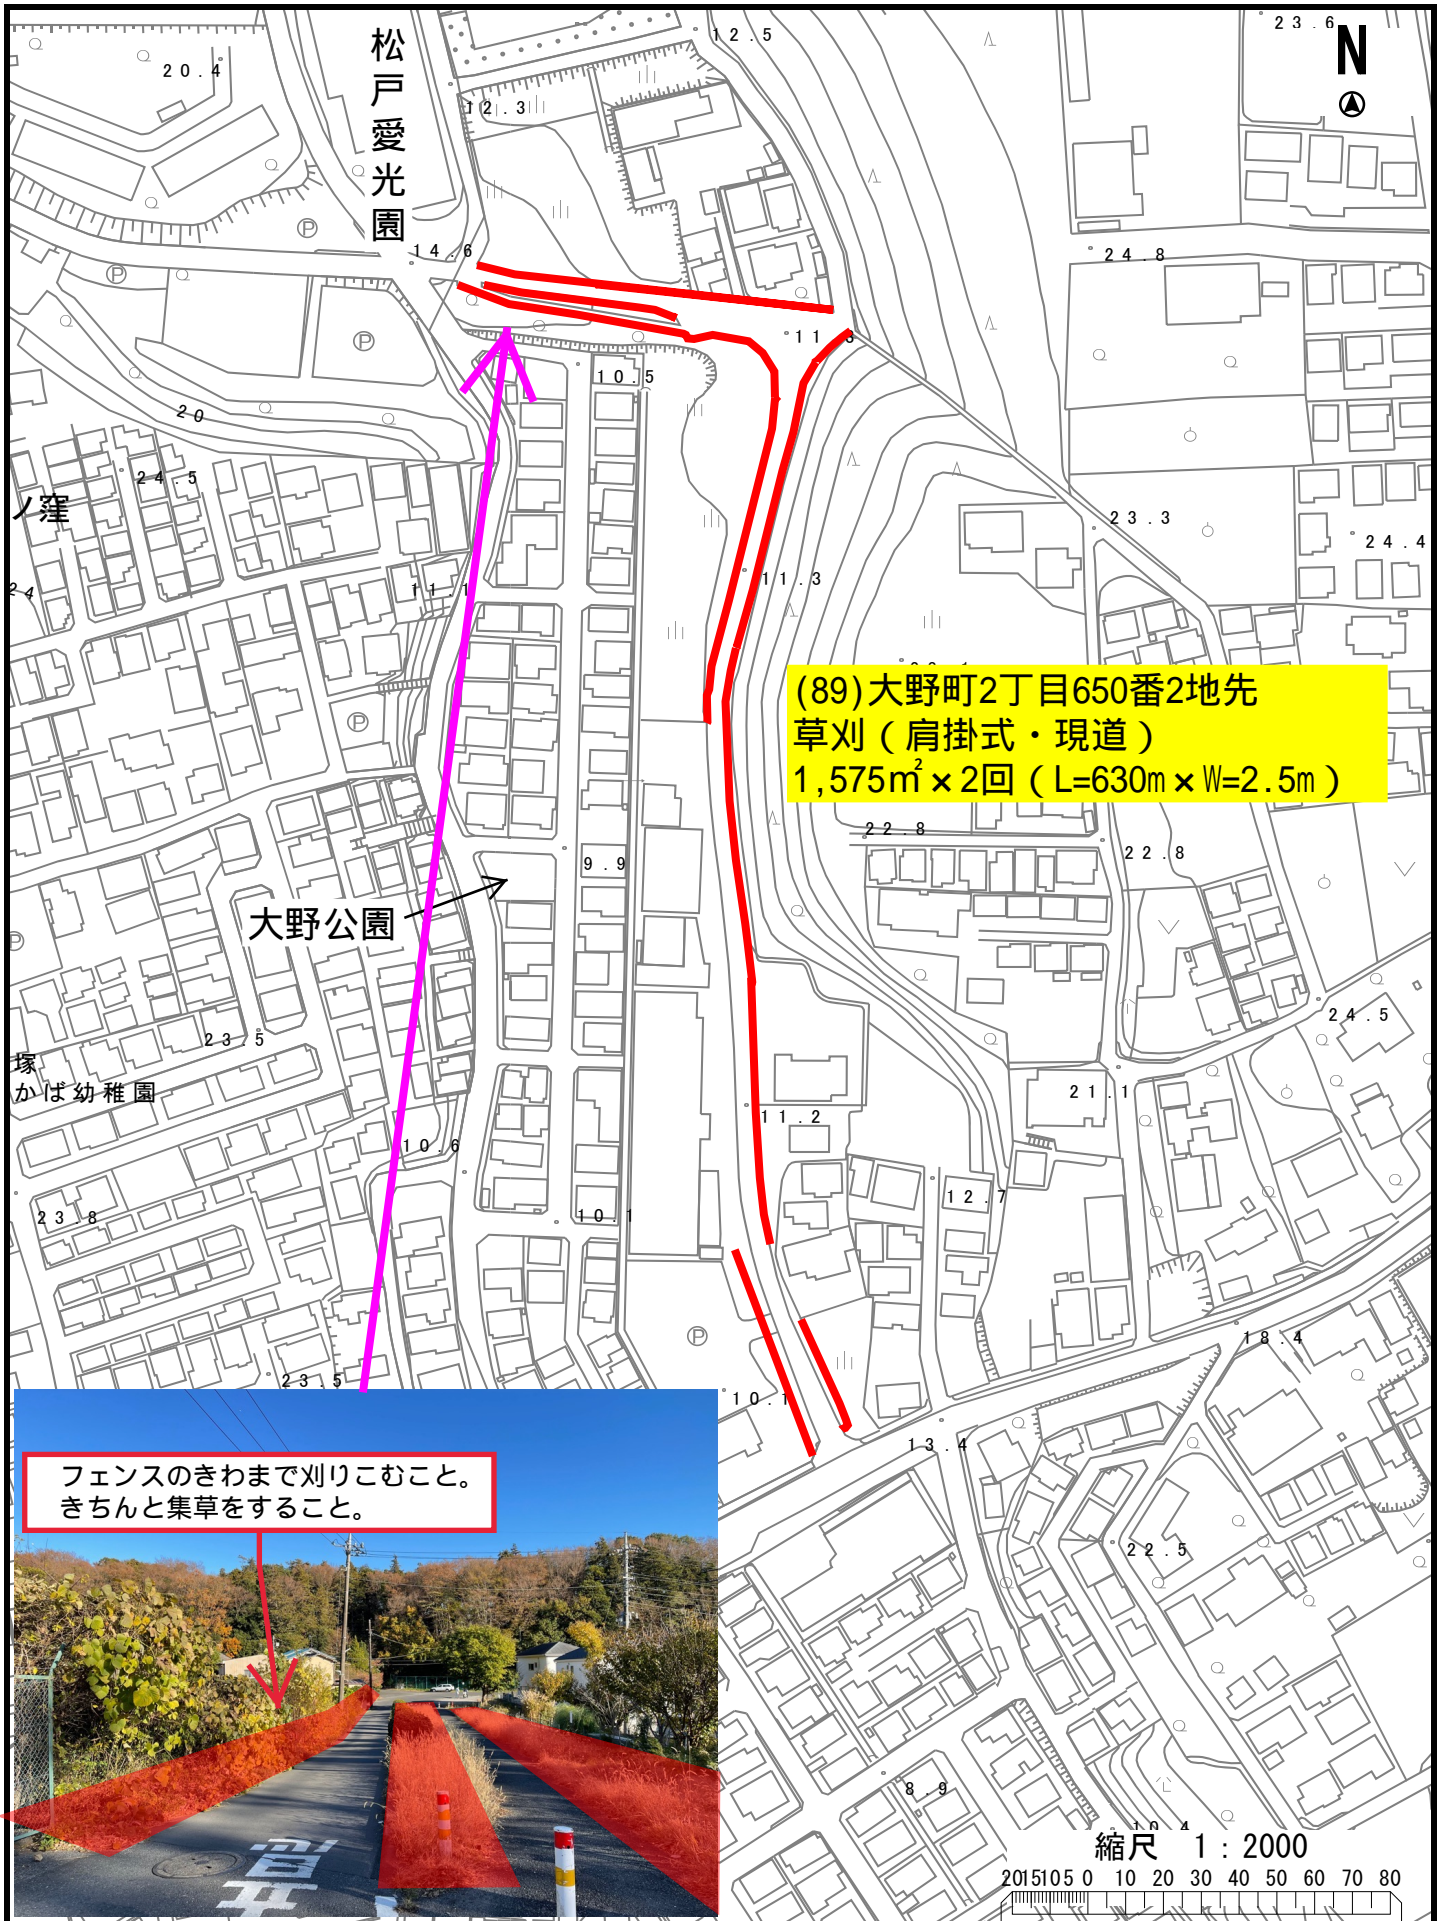 23.6
N
12.5
20.4
松戸愛光園
12.3
14.6
24.8
P
P
P
11.3
10.5
20
24.5
ノ窪
23.3
24.4
11.3
11.1
24
(89)大野町2丁目650番2地先
草刈（肩掛式・現道）
1,575㎡×2回（L=630m×W=2.5m）
P
22.8
22.8
9.9
大野公園
P
24.5
23.5
塚
かば幼稚園
21.1
11.2
10.6
12.7
23.8
10.1
P
18.4
23.5
10.1
13.4
フェンスのきわまで刈りこむこと。
きちんと集草をすること。
22.5
8.9
10.4
縮尺 1：2000
20 15 10 5 0 10 20 30 40 50 60 70 80